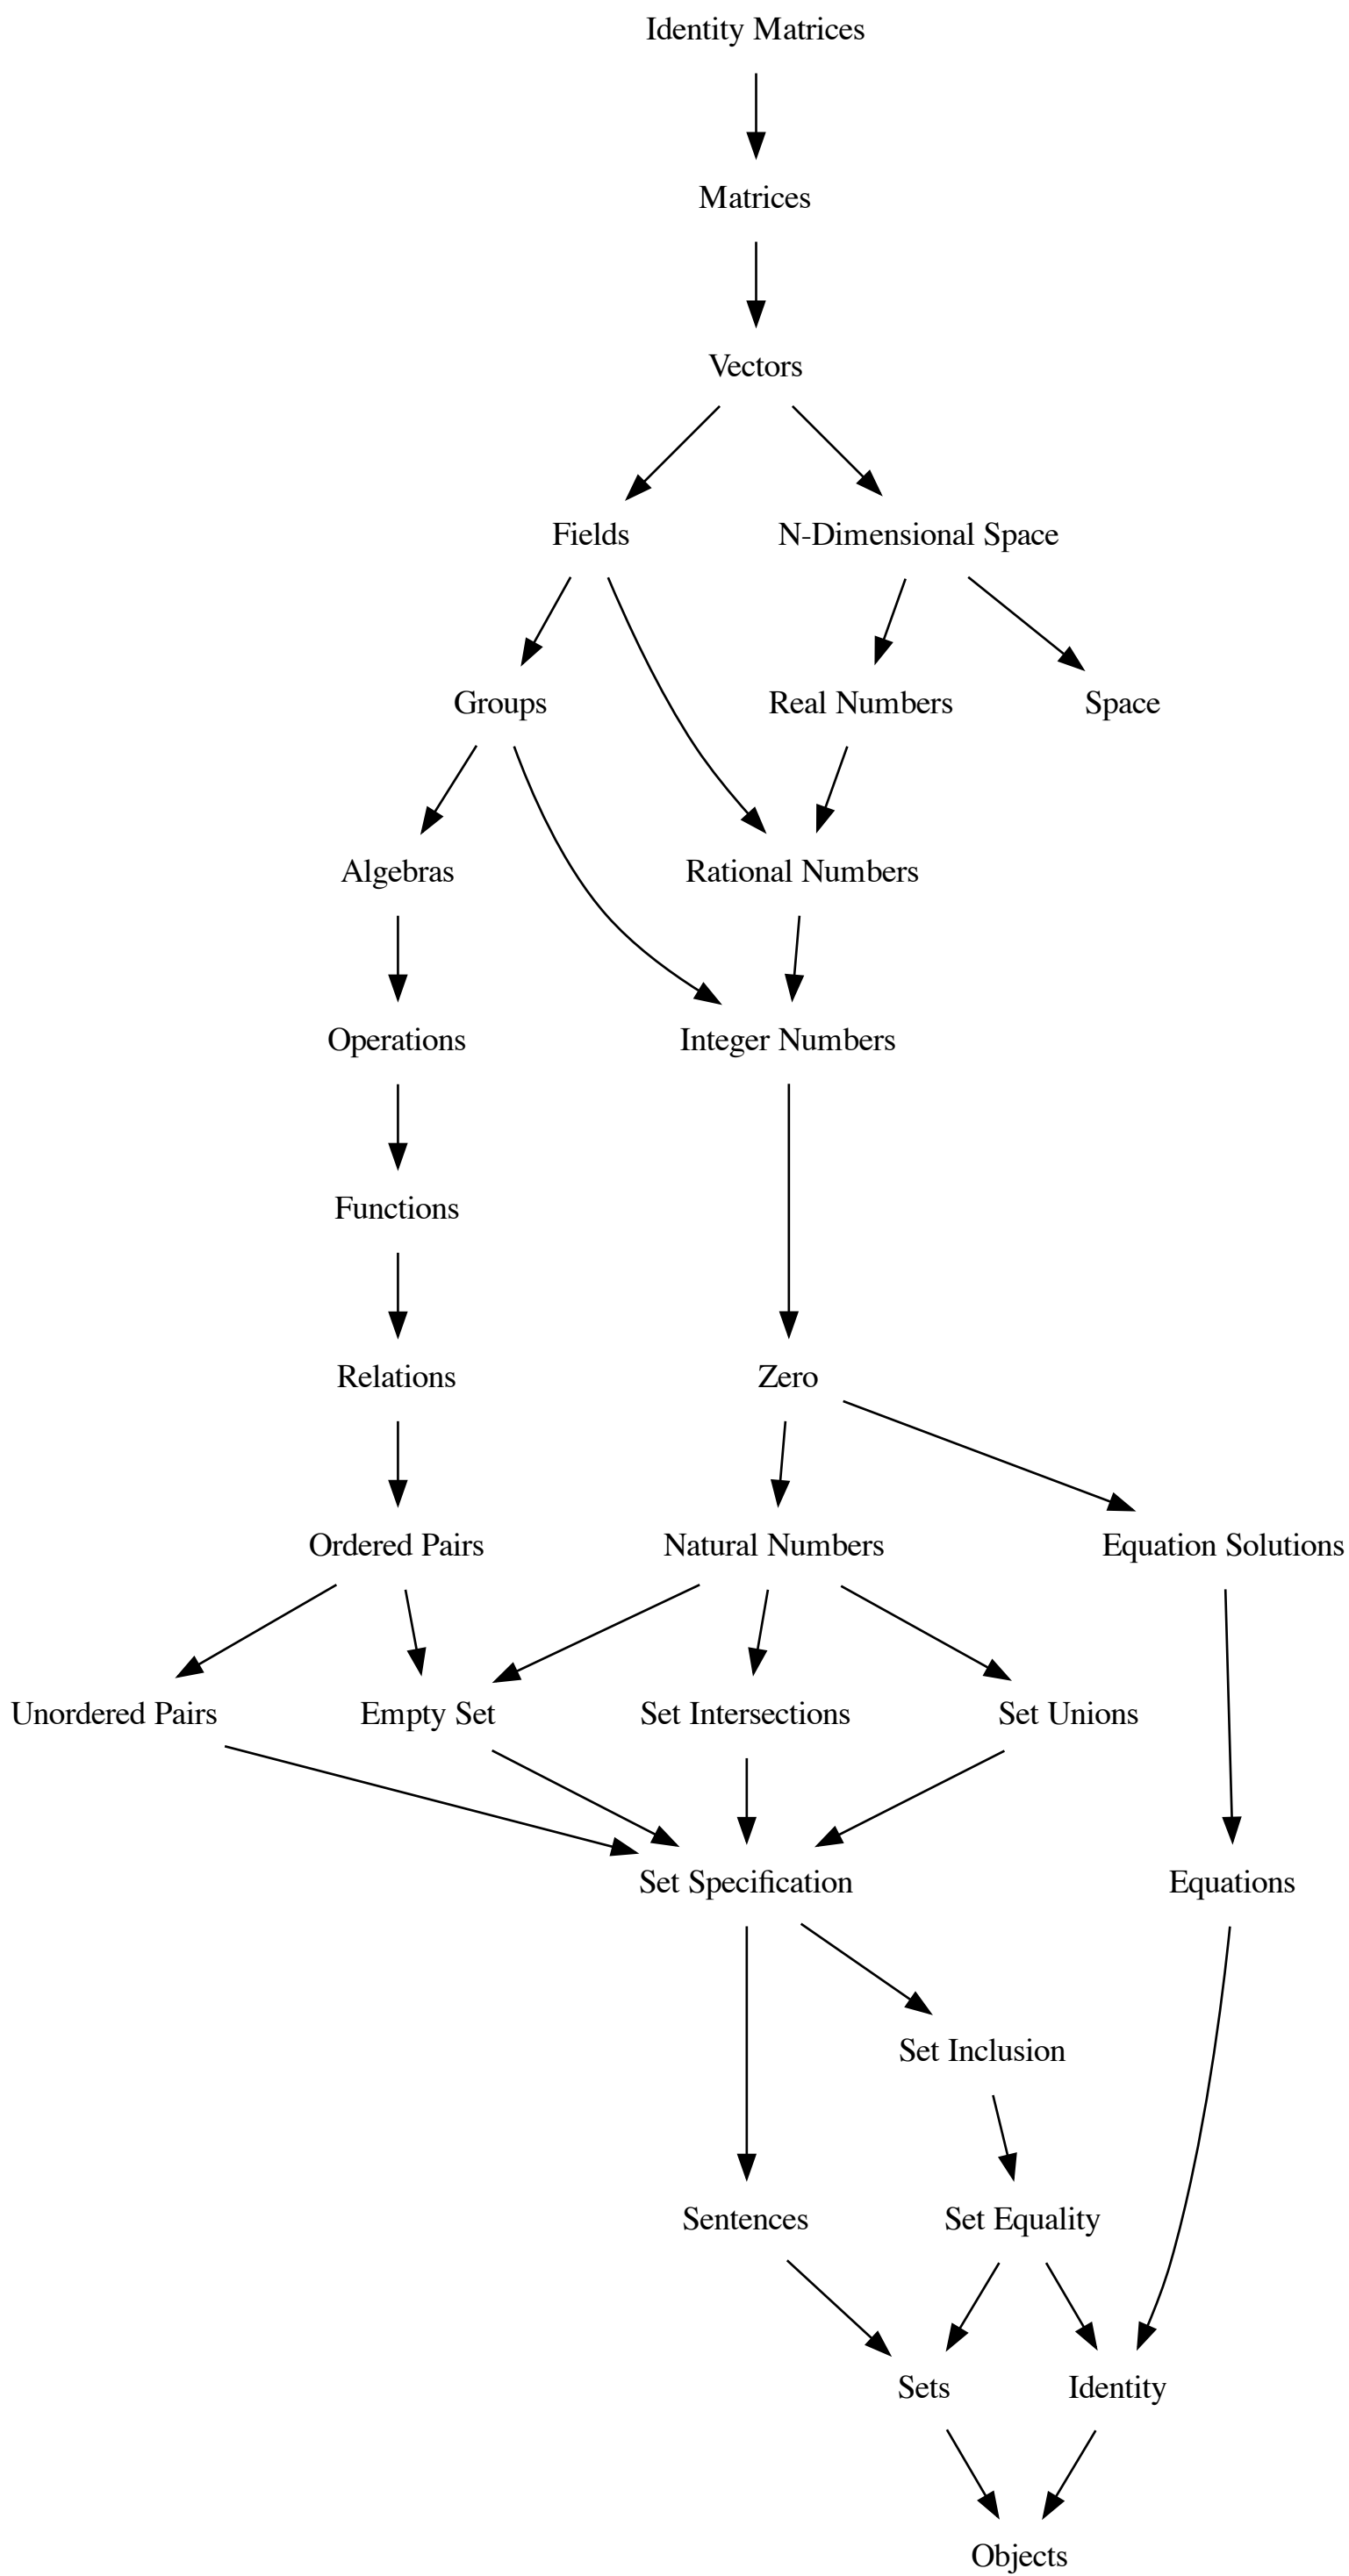 Identity Matrices
Matrices
Vectors
Fields
N-Dimensional Space
Groups
Real Numbers
Space
Algebras
Rational Numbers
Operations
Integer Numbers
Functions
Relations
Zero
Ordered Pairs
Natural Numbers
Equation Solutions
Unordered Pairs
Empty Set
Set Intersections
Set Unions
Set Specification
Equations
Set Inclusion
Sentences
Set Equality
Sets
Identity
Objects